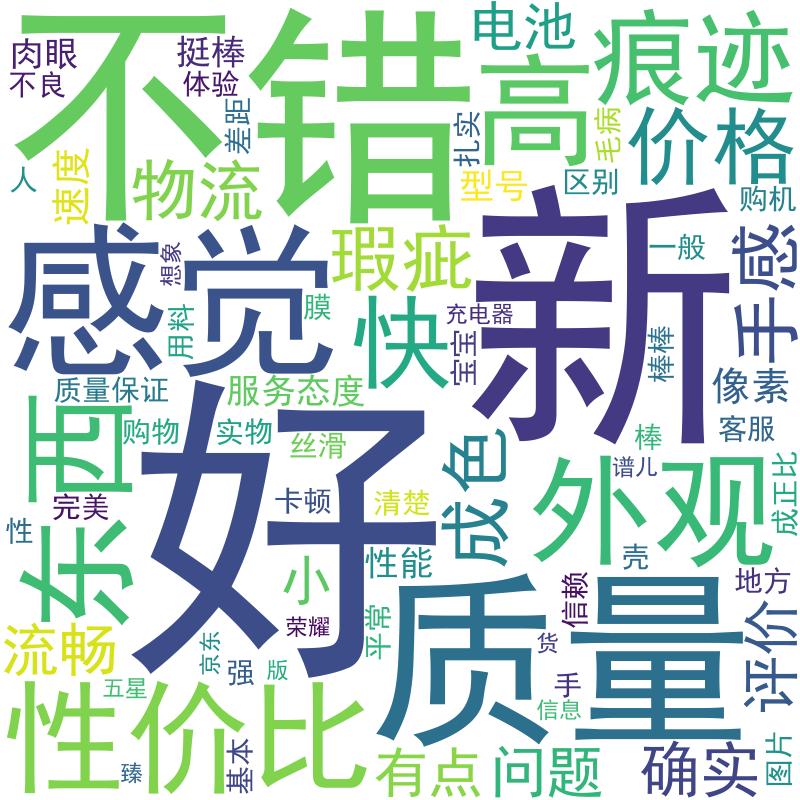 不错
肉眼
不良
挺棒
体验
差距
电池
扎实
高
毛病
痕迹
价格
人
速度
物流
型号
区别
购机
感觉
想象
瑕疵
新
一般
手感
用料
膜
快
充电器
宝宝
棒棒
像素
质量保证
服务态度
客服
东西
购物
实物
丝滑
好
成色
棒
谱儿
外观
成正比
完美
卡顿
清楚
性
小
性能
壳
信赖
地方
流畅
荣耀
平常
质量
评价
京东
强
版
货
手
五星
信息
性价比
臻
基本
有点
问题
确实
图片